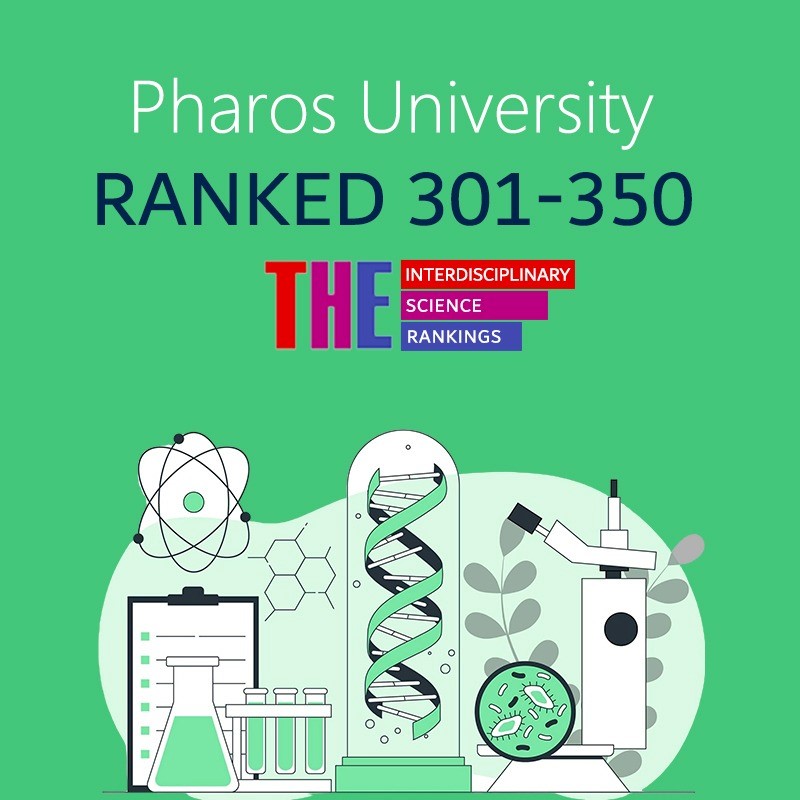 Pharos University
RANKED 301-350
THE INTERDISCIPLINARY
SCIENCE
RANKINGS